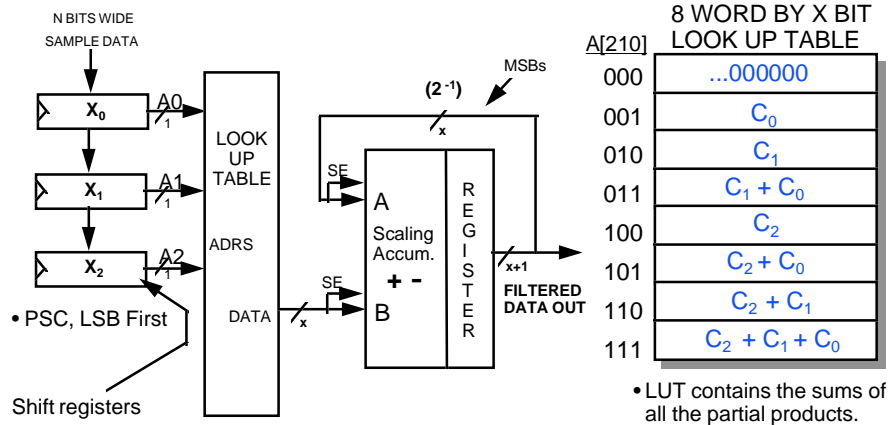 N BITS WIDE
SAMPLE DATA
X0
A0
1
X1
A1
1
X2
A2
1
• PSC, LSB First
Shift registers
LOOK
UP
TABLE
ADRS
DATA
x
MSBs
(2 -1)
x
SE
A
Scaling
Accum.
+ -
SE
B
REGISTER
x+1
FILTERED
DATA OUT
8 WORD BY X BIT
LOOK UP TABLE
A[210]
000 ...000000
001 C0
010 C1
011 C1 + C0
100 C2
101 C2 + C0
110 C2 + C1
111 C2 + C1 + C0
• LUT contains the sums of
all the partial products.